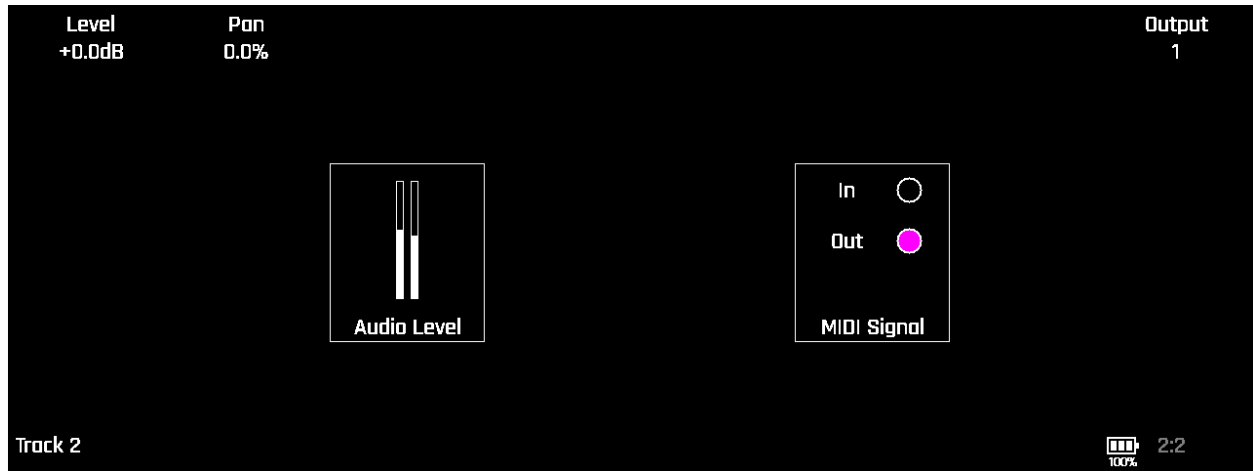 Level Pan Output
+0.0dB 0.0% 1
In
Out
Audio Level MIDI Signal
Track 2 100% 2:2